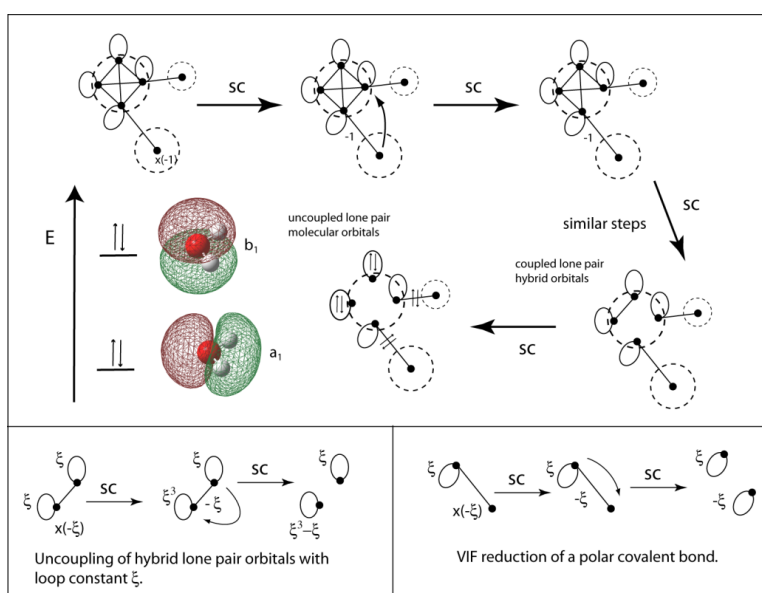 SC
SC
x(-1)
-1
-1
SC
similar steps
E
uncoupled lone pair
molecular orbitals
b₁
coupled lone pair
hybrid orbitals
SC
a₁
ξ
ξ
SC
x(-ξ)
ξ
ξ³
-ξ
SC
ξ³-ξ
Uncoupling of hybrid lone pair orbitals with
loop constant ξ.
ξ
SC
x(-ξ)
ξ
-ξ
SC
ξ
-ξ
VIF reduction of a polar covalent bond.